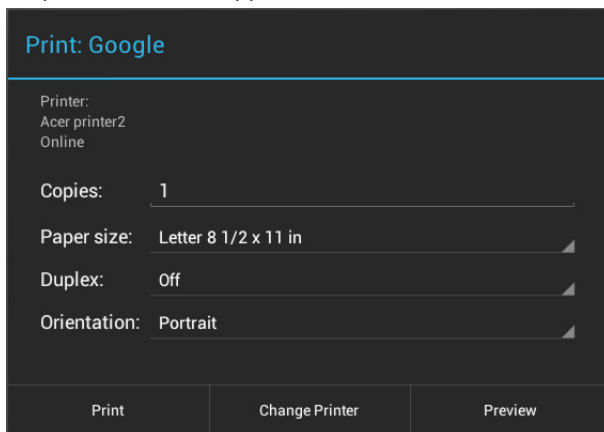 Print: Google
Printer:
Acer printer2
Online
Copies: 1
Paper size: Letter 8 1/2 x 11 in
Duplex: Off
Orientation: Portrait
Print Change Printer Preview